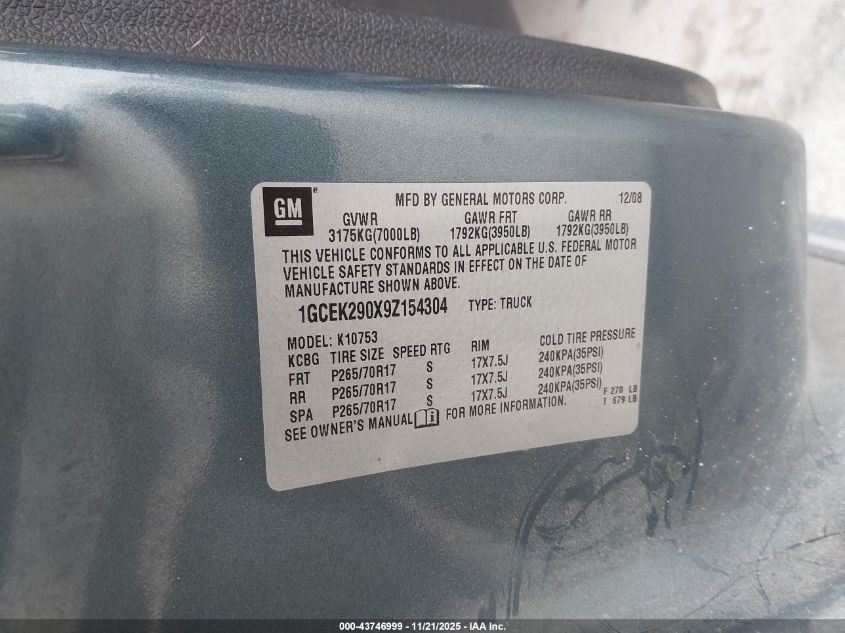 GM ® MFD BY GENERAL MOTORS CORP. 12/08
GVWR GAWR FRT GAWR RR
3175KG(7000LB) 1792KG(3950LB) 1792KG(3950LB)
THIS VEHICLE CONFORMS TO ALL APPLICABLE U.S. FEDERAL MOTOR
VEHICLE SAFETY STANDARDS IN EFFECT ON THE DATE OF
MANUFACTURE SHOWN ABOVE.
1GCEK290X9Z154304 TYPE: TRUCK
MODEL: K10753
KCBG TIRE SIZE SPEED RTG RIM COLD TIRE PRESSURE
FRT P265/70R17 S 17X7.5J 240KPA(35PSI)
RR P265/70R17 S 17X7.5J 240KPA(35PSI)
SPA P265/70R17 S 17X7.5J 240KPA(35PSI) F 270 LB
SEE OWNER'S MANUAL i FOR MORE INFORMATION. T 679 LB
000-43746999 - 11/21/2025 - IAA Inc.